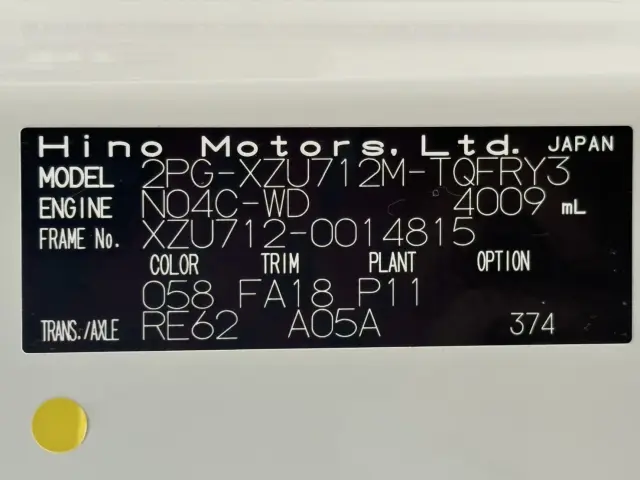 Hino Motors, Ltd. JAPAN
MODEL 2PG-XZU712M-TQFRY3
ENGINE N04C-WD 4009 mL
FRAME No. XZU712-0014815
COLOR TRIM PLANT OPTION
058 FA18 P11
TRANS./AXLE RE62 A05A 374